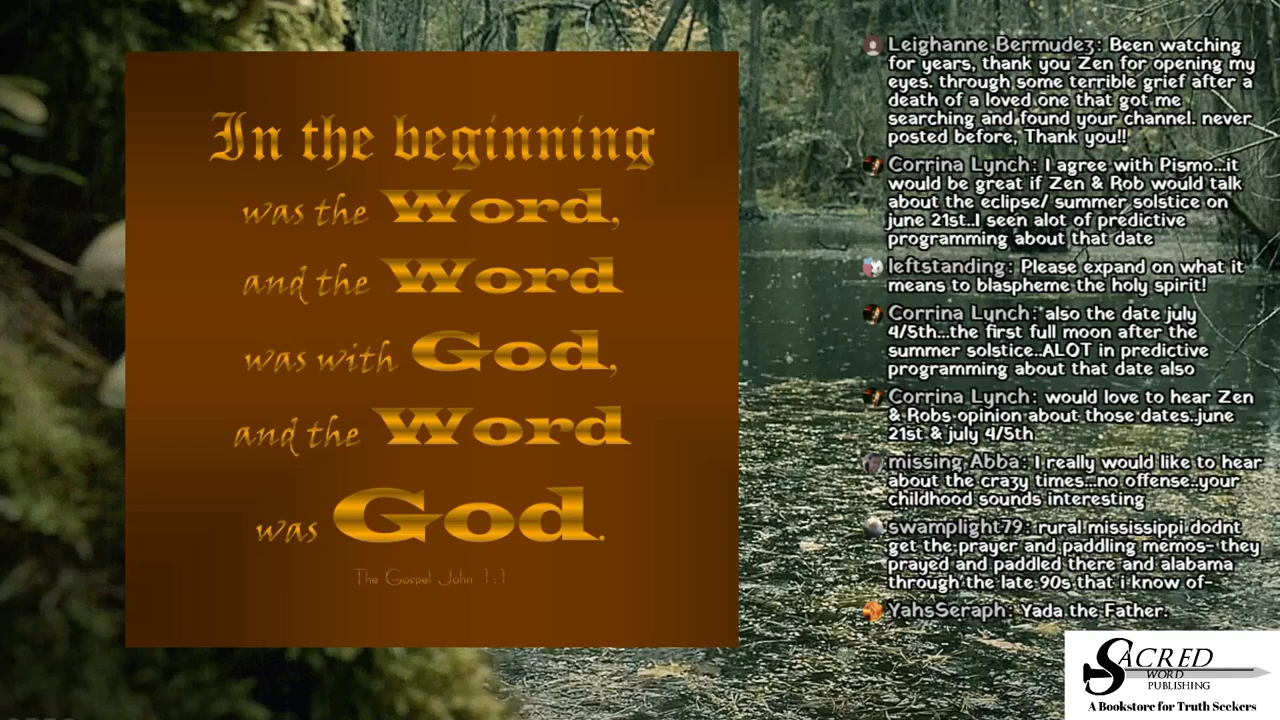 In the beginning
was the Word,
and the Word
was with God,
and the Word
was God.
The Gospel John 1:1
Leighanne Bermudez: Been watching
for years, thank you Zen for opening my
eyes. through some terrible grief after a
death of a loved one that got me
searching and found your channel. never
posted before, Thank you!!
Corrina Lynch: I agree with Pismo...it
would be great if Zen & Rob would talk
about the eclipse/ summer solstice on
june 21st..I seen alot of predictive
programming about that date
leftstanding: Please expand on what it
means to blaspheme the holy spirit!
Corrina Lynch: also the date july
4/5th...the first full moon after the
summer solstice..ALOT in predictive
programming about that date also
Corrina Lynch: would love to hear Zen
& Robs opinion about those dates..june
21st & july 4/5th
missing Abba: I really would like to hear
about the crazy times...no offense..your
childhood sounds interesting
swamplight79: rural mississippi dodnt
get the prayer and paddling memos- they
prayed and paddled there and alabama
through the late 90s that i know of-
YahsSeraph: Yada the Father.
SACRED
WORD
PUBLISHING
A Bookstore for Truth Seekers